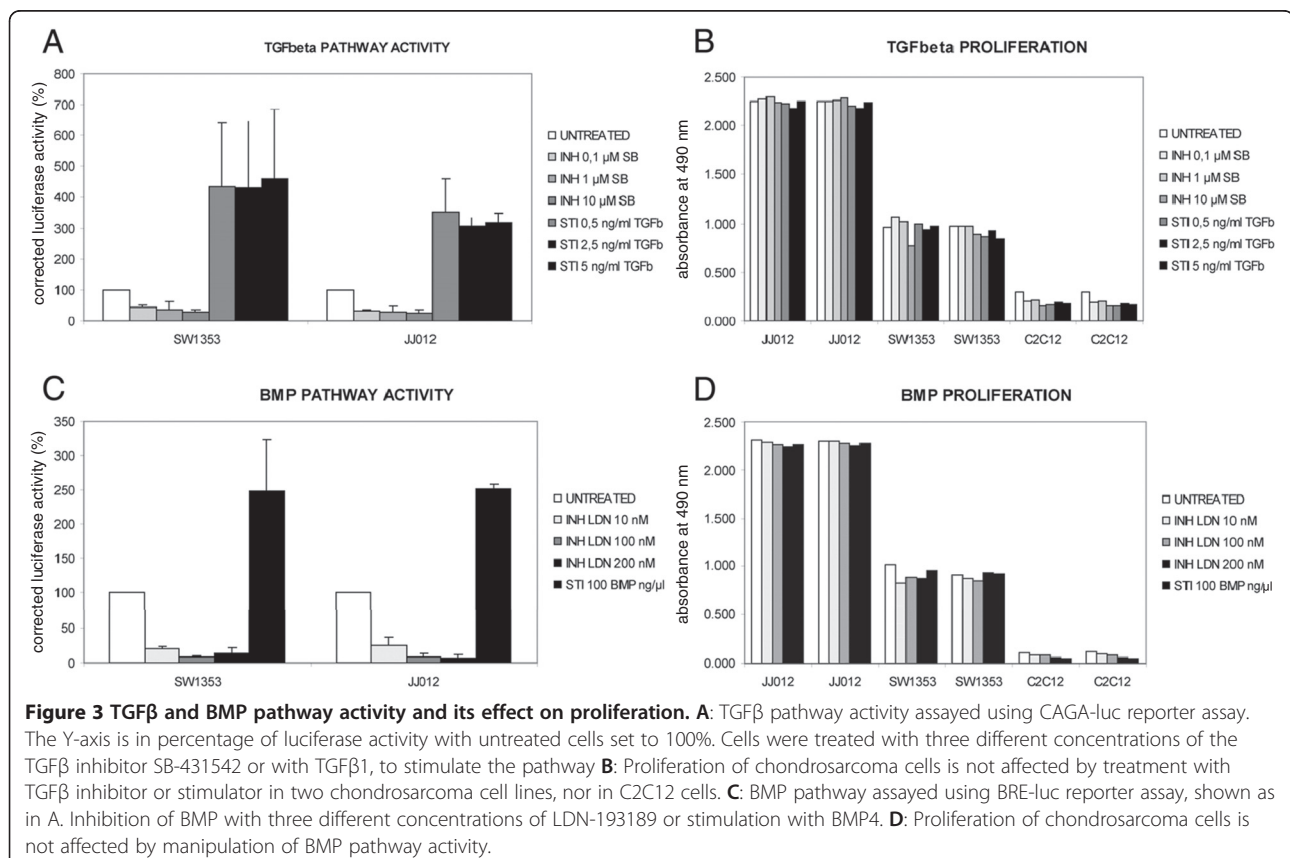 A
TGFbeta PATHWAY ACTIVITY
corrected luciferase activity (%)
800
700
600
500
400
300
200
100
0
SW1353
JJ012
UNTREATED
INH 0,1 µM SB
INH 1 µM SB
INH 10 µM SB
STI 0,5 ng/ml TGFb
STI 2,5 ng/ml TGFb
STI 5 ng/ml TGFb
B
TGFbeta PROLIFERATION
absorbance at 490 nm
2.500
2.000
1.500
1.000
0.500
0.000
JJ012
JJ012
SW1353
SW1353
C2C12
C2C12
UNTREATED
INH 0,1 µM SB
INH 1 µM SB
INH 10 µM SB
STI 0,5 ng/ml TGFb
STI 2,5 ng/ml TGFb
STI 5 ng/ml TGFb
C
BMP PATHWAY ACTIVITY
corrected luciferase activity (%)
350
300
250
200
150
100
50
0
SW1353
JJ012
UNTREATED
INH LDN 10 nM
INH LDN 100 nM
INH LDN 200 nM
STI 100 BMP ng/µl
D
BMP PROLIFERATION
absorbance at 490 nm
2.500
2.000
1.500
1.000
0.500
0.000
JJ012
JJ012
SW1353
SW1353
C2C12
C2C12
UNTREATED
INH LDN 10 nM
INH LDN 100 nM
INH LDN 200 nM
STI 100 BMP ng/µl
Figure 3 TGFβ and BMP pathway activity and its effect on proliferation. A: TGFβ pathway activity assayed using CAGA-luc reporter assay.
The Y-axis is in percentage of luciferase activity with untreated cells set to 100%. Cells were treated with three different concentrations of the
TGFβ inhibitor SB-431542 or with TGFβ1, to stimulate the pathway B: Proliferation of chondrosarcoma cells is not affected by treatment with
TGFβ inhibitor or stimulator in two chondrosarcoma cell lines, nor in C2C12 cells. C: BMP pathway assayed using BRE-luc reporter assay, shown as
in A. Inhibition of BMP with three different concentrations of LDN-193189 or stimulation with BMP4. D: Proliferation of chondrosarcoma cells is
not affected by manipulation of BMP pathway activity.